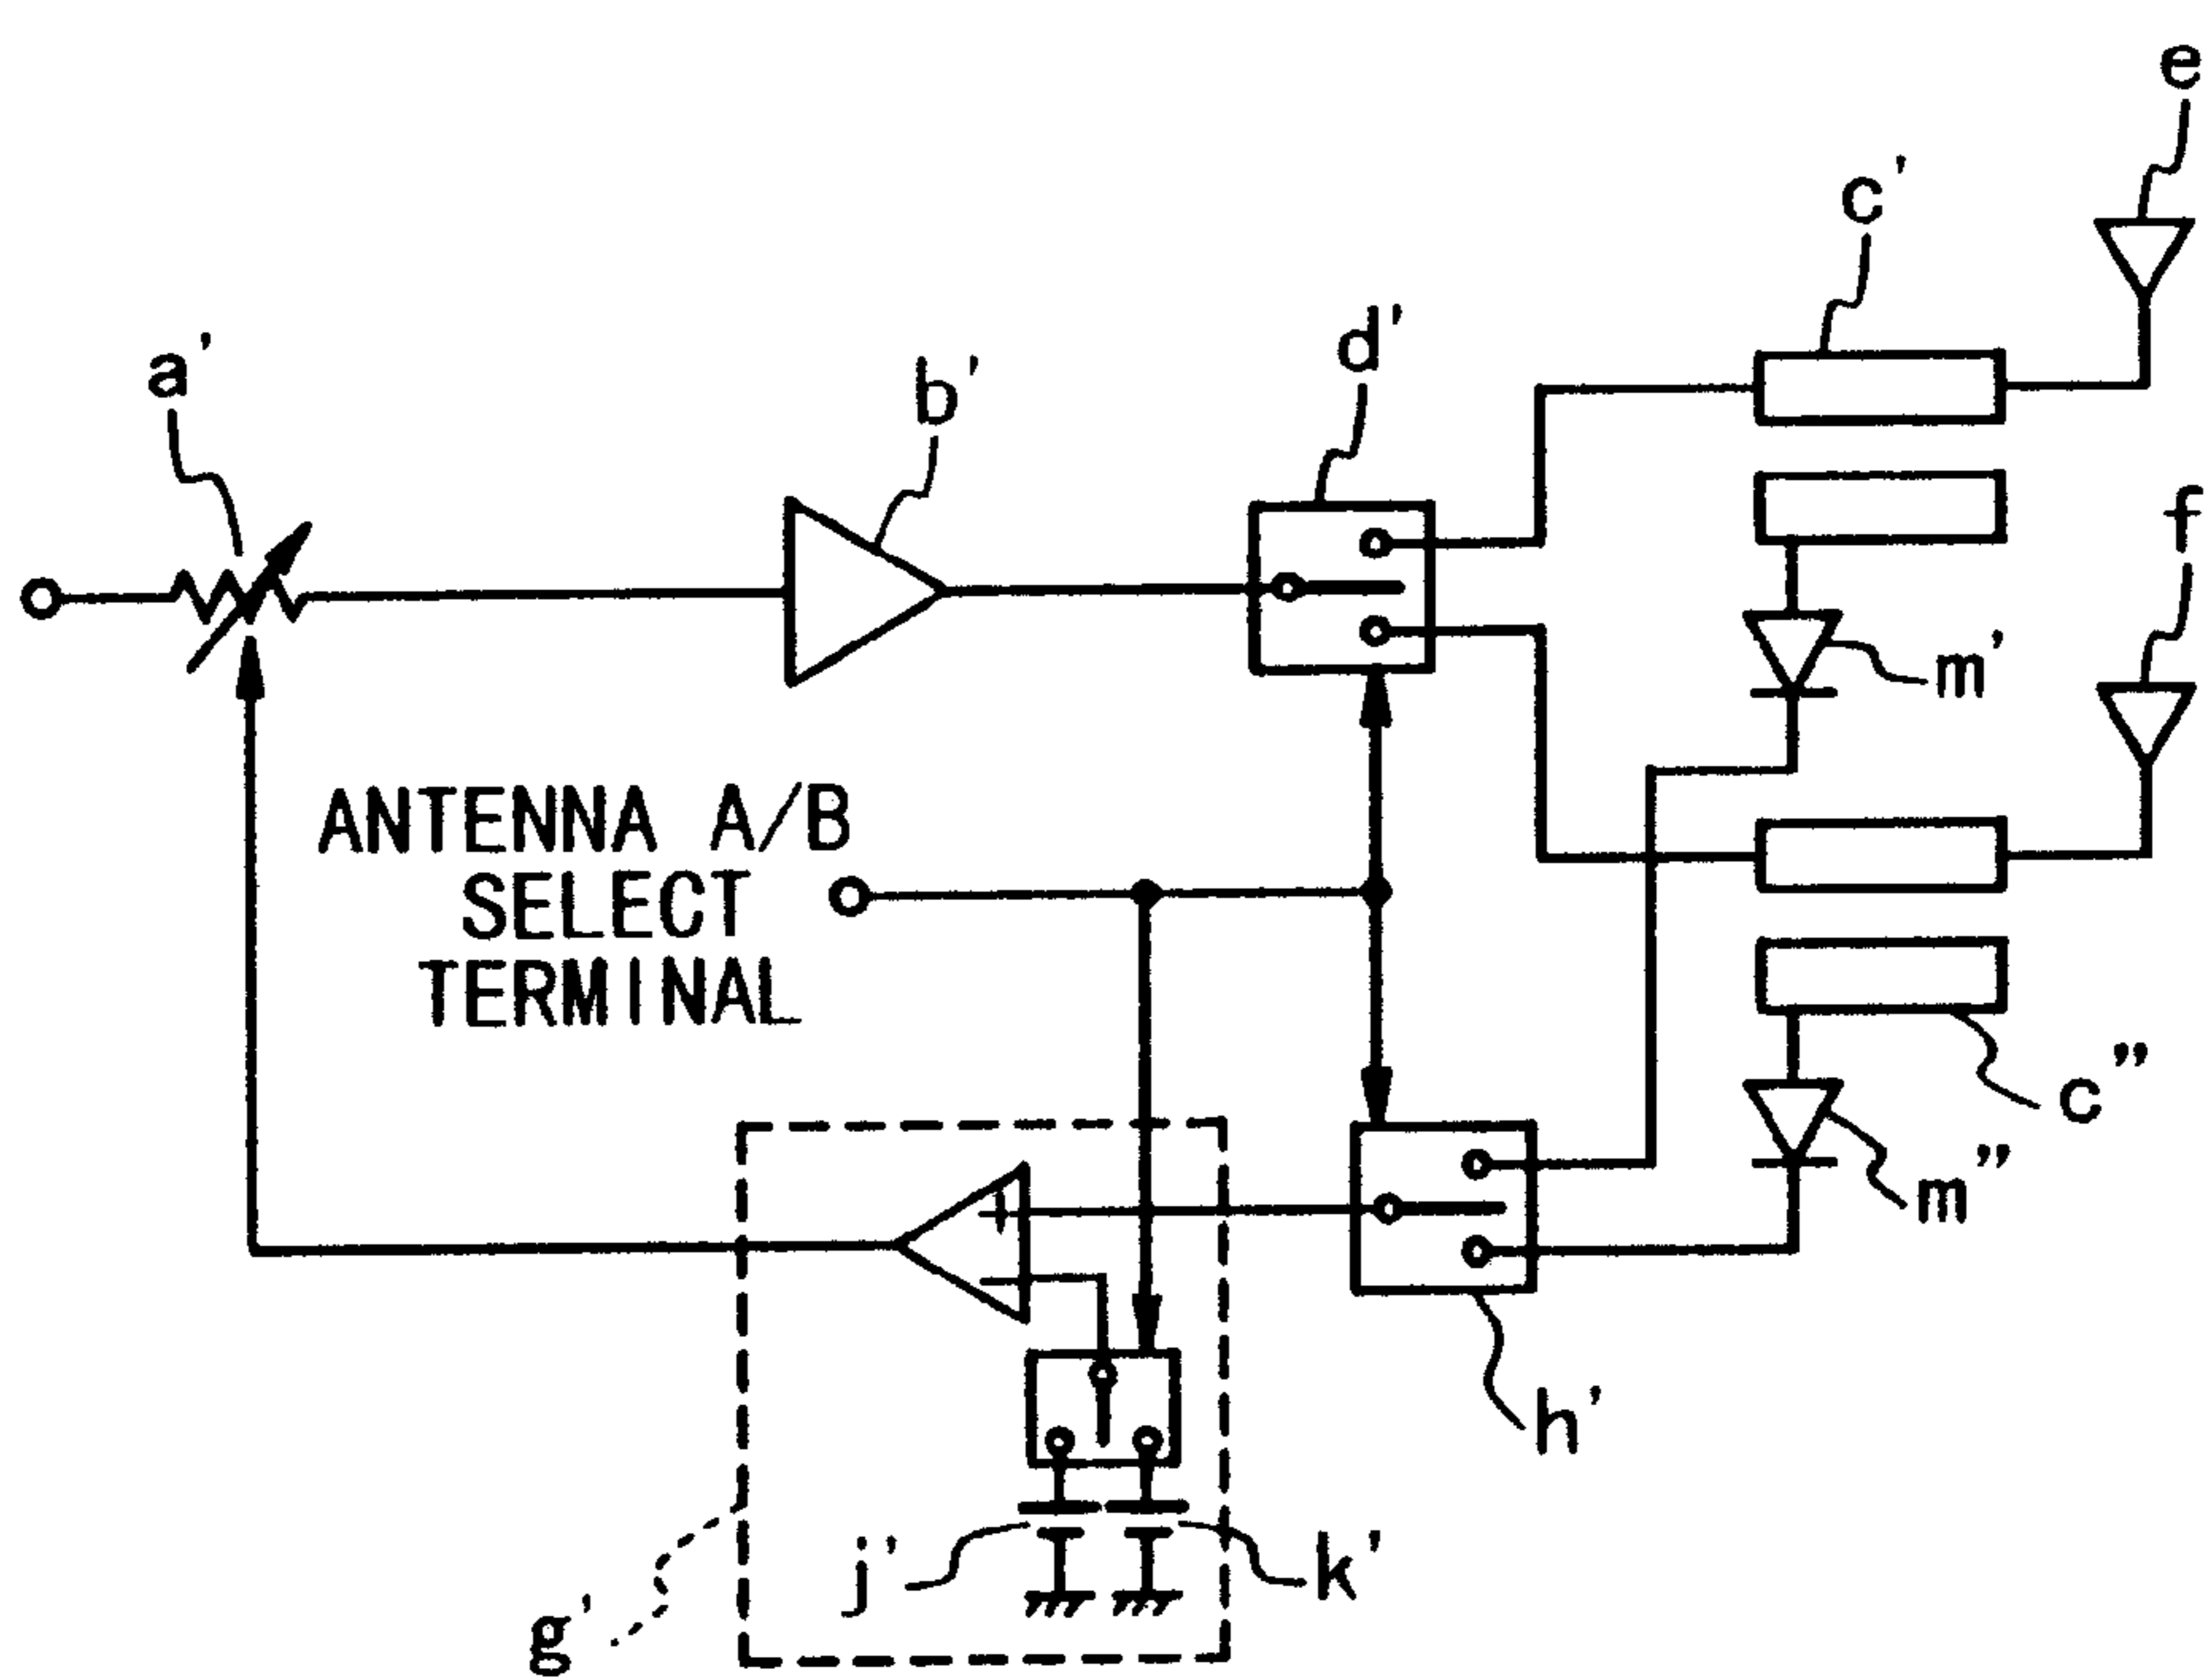 e
c'
d'
a'
b'
f
m'
ANTENNA A/B
SELECT
TERMINAL
c"
m"
+
−
h'
j'
k'
g'